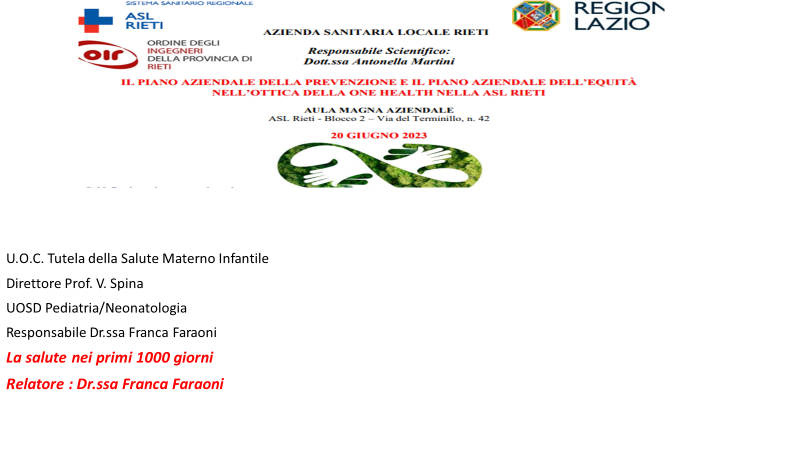 SISTEMA SANITARIO REGIONALE
ASL
RIETI
REGION
LAZIO
AZIENDA SANITARIA LOCALE RIETI
oir
ORDINE DEGLI
INGEGNERI
DELLA PROVINCIA DI
RIETI
Responsabile Scientifico:
Dott.ssa Antonella Martini
IL PIANO AZIENDALE DELLA PREVENZIONE E IL PIANO AZIENDALE DELL'EQUITÀ
NELL'OTTICA DELLA ONE HEALTH NELLA ASL RIETI
AULA MAGNA AZIENDALE
ASL Rieti - Blocco 2 – Via del Terminillo, n. 42
20 GIUGNO 2023
U.O.C. Tutela della Salute Materno Infantile
Direttore Prof. V. Spina
UOSD Pediatria/Neonatologia
Responsabile Dr.ssa Franca Faraoni
La salute nei primi 1000 giorni
Relatore : Dr.ssa Franca Faraoni